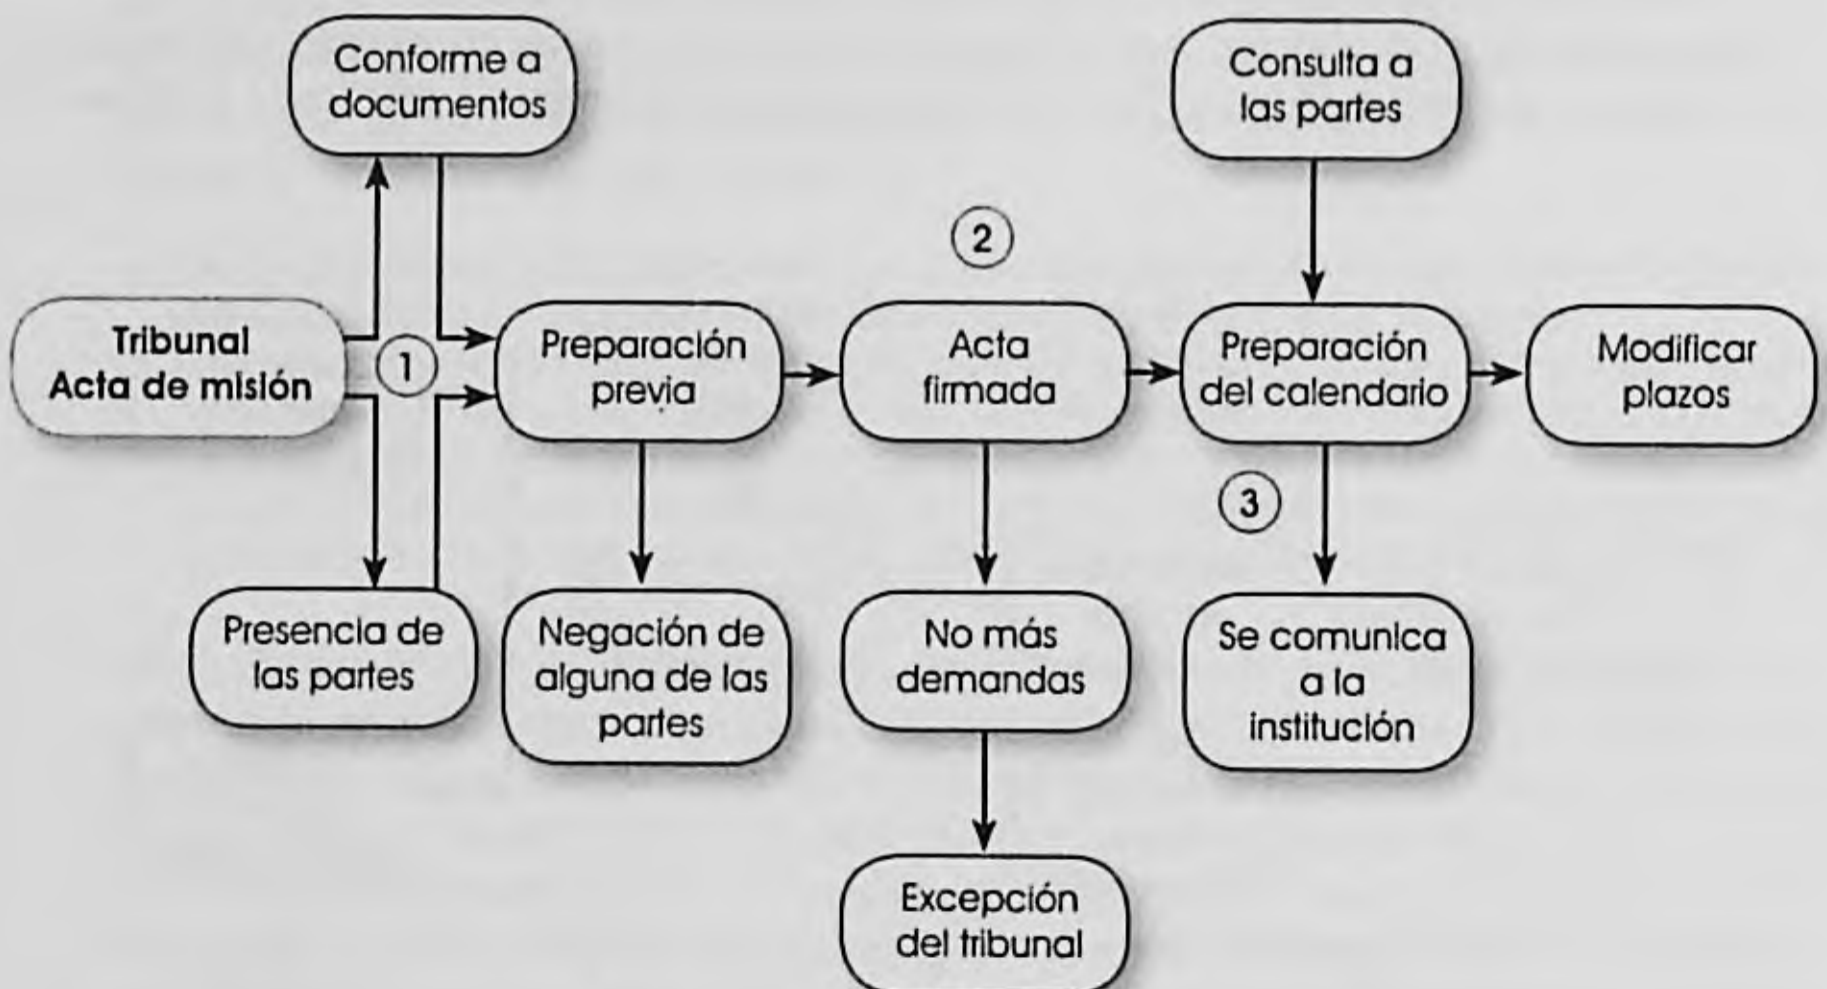 Conforme a
documentos
Consulta a
las partes
2
Tribunal
Acta de misión
1
Preparación
previa
Acta
firmada
Preparación
del calendario
Modificar
plazos
3
Presencia de
las partes
Negación de
alguna de las
partes
No más
demandas
Se comunica
a la
institución
Excepción
del tribunal